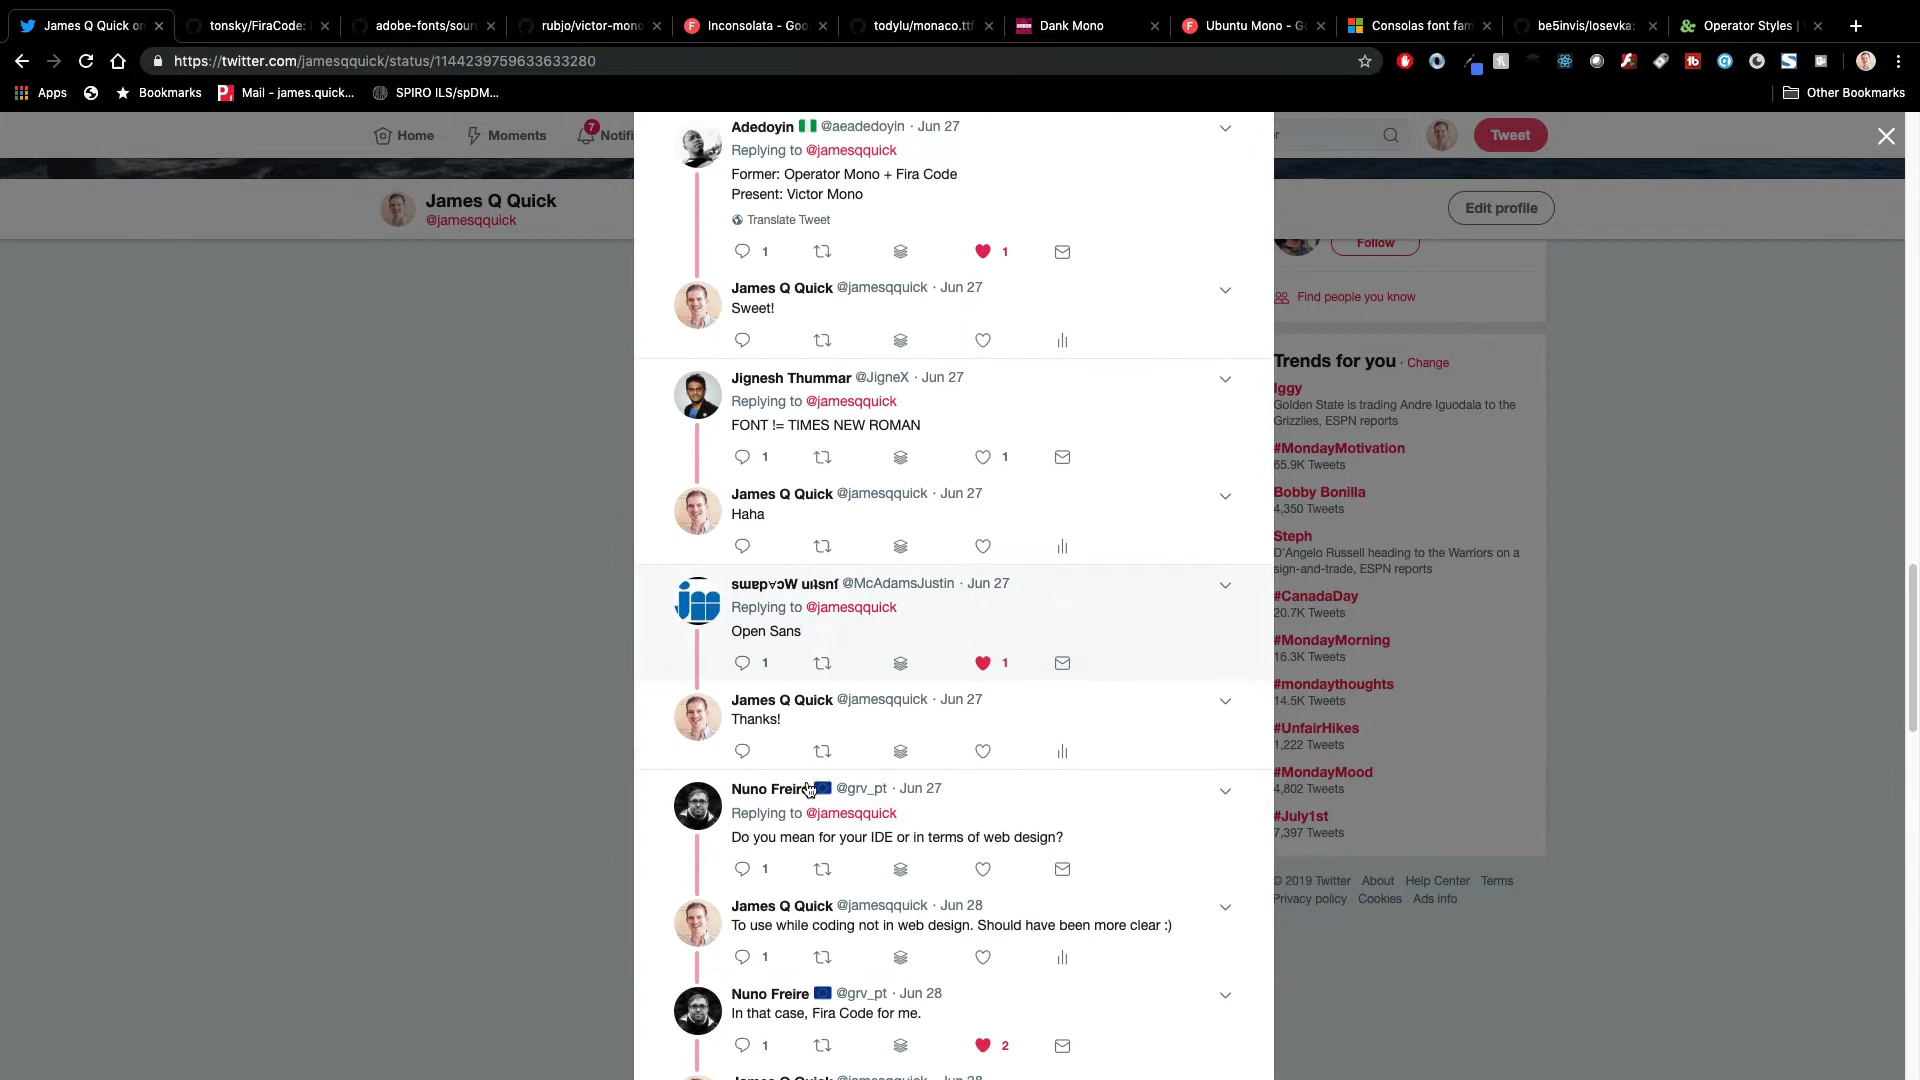 James Q Quick on
tonsky/FiraCode:
adobe-fonts/sour
rubjo/victor-mono
Inconsolata - Goo
todylu/monaco.ttf
Dank Mono
Ubuntu Mono - Go
Consolas font fam
be5invis/Iosevka:
Operator Styles |
https://twitter.com/jamesqquick/status/1144239759633633280
Apps
Bookmarks
Mail - james.quick...
SPIRO ILS/spDM...
Other Bookmarks
Home
Moments
7
Notifi
er
Tweet
James Q Quick
@jamesqquick
Edit profile
Adedoyin 🇳🇬 @aeadedoyin · Jun 27
Replying to @jamesqquick
Former: Operator Mono + Fira Code
Present: Victor Mono
Translate Tweet
1 1
James Q Quick @jamesqquick · Jun 27
Sweet!
Jignesh Thummar @JigneX · Jun 27
Replying to @jamesqquick
FONT != TIMES NEW ROMAN
1 1
James Q Quick @jamesqquick · Jun 27
Haha
jm
sɯɐp∀ɔW uıʇsnſ @McAdamsJustin · Jun 27
Replying to @jamesqquick
Open Sans
1 1
James Q Quick @jamesqquick · Jun 27
Thanks!
Nuno Freire 🇪🇺 @grv_pt · Jun 27
Replying to @jamesqquick
Do you mean for your IDE or in terms of web design?
1
James Q Quick @jamesqquick · Jun 28
To use while coding not in web design. Should have been more clear :)
1
Nuno Freire 🇪🇺 @grv_pt · Jun 28
In that case, Fira Code for me.
1 2
James Q Quick @jamesqquick · Jun 28
Follow
Find people you know
Trends for you · Change
Iggy
Golden State is trading Andre Iguodala to the
Grizzlies, ESPN reports
#MondayMotivation
65.9K Tweets
Bobby Bonilla
4,350 Tweets
Steph
D'Angelo Russell heading to the Warriors on a
sign-and-trade, ESPN reports
#CanadaDay
20.7K Tweets
#MondayMorning
16.3K Tweets
#mondaythoughts
14.5K Tweets
#UnfairHikes
1,222 Tweets
#MondayMood
4,802 Tweets
#July1st
7,397 Tweets
© 2019 Twitter About Help Center Terms
Privacy policy Cookies Ads info